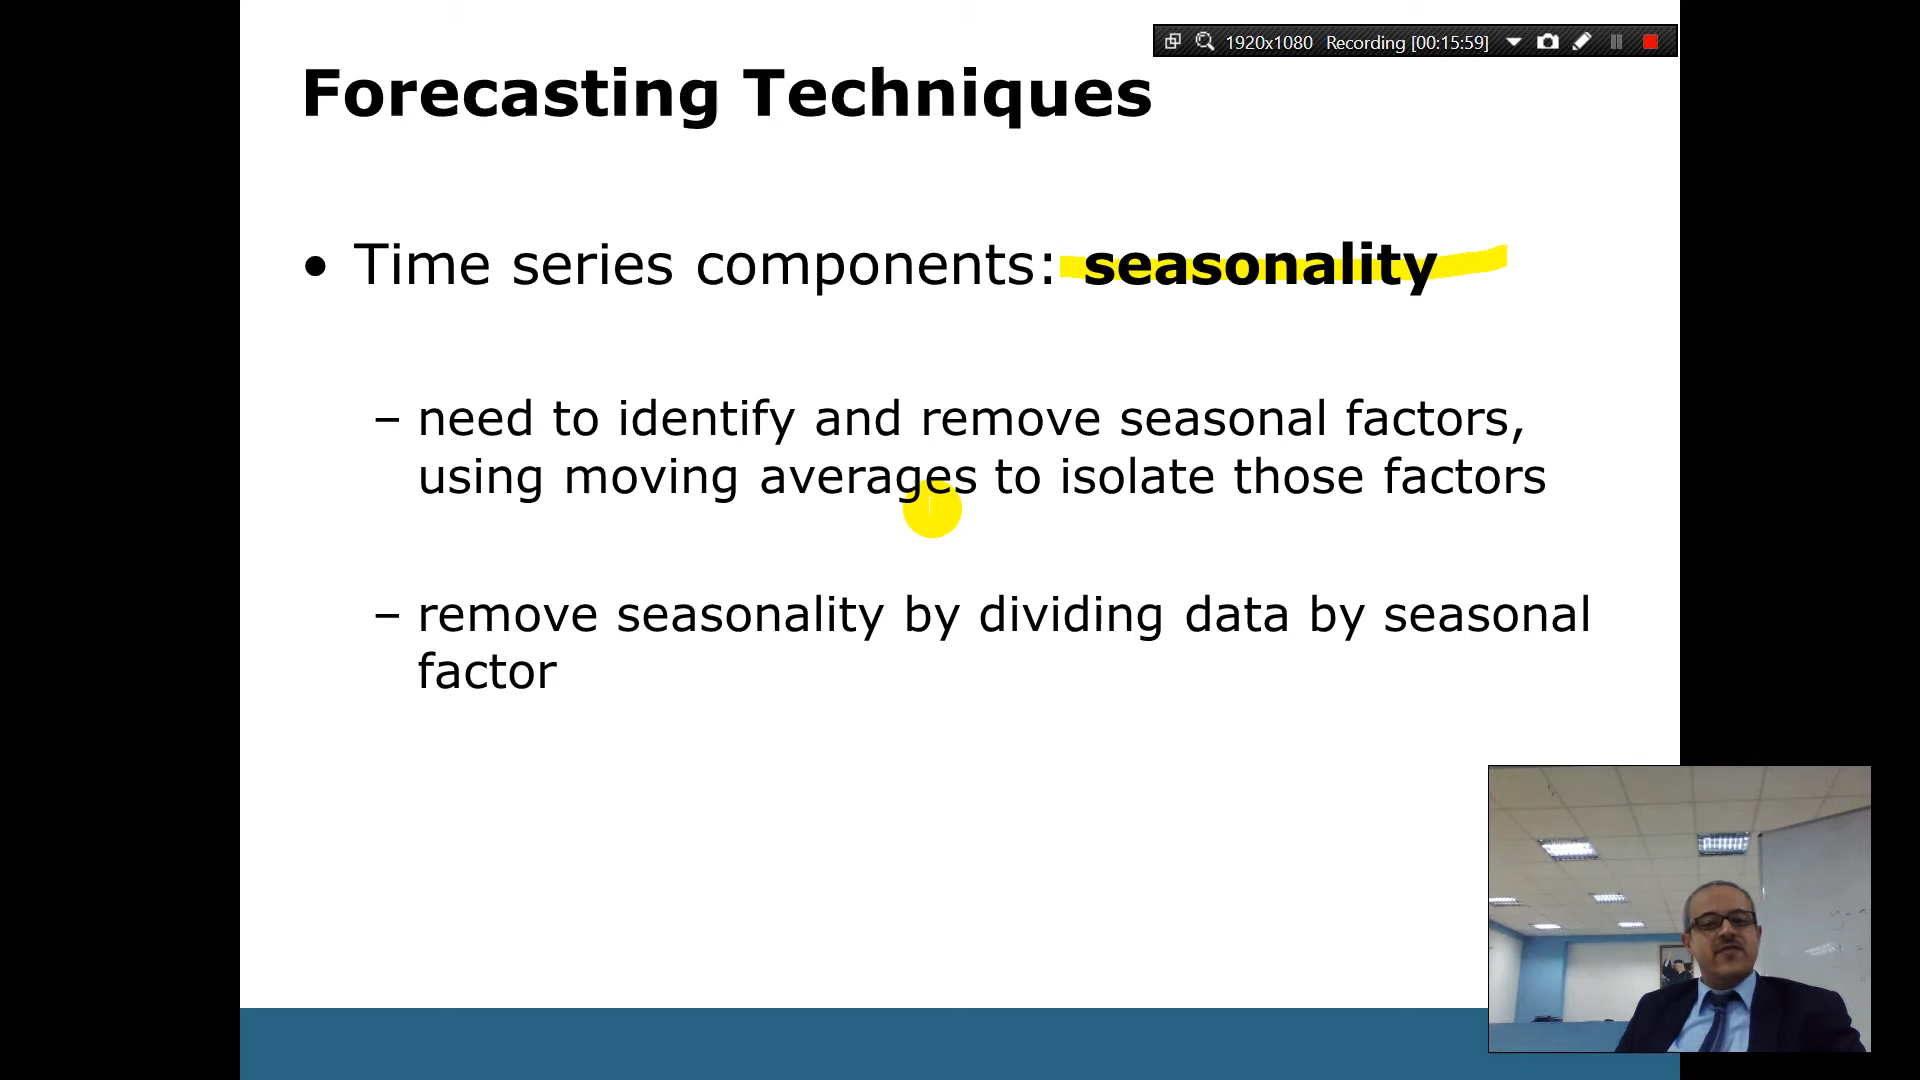 1920x1080 Recording [00:15:59]
Forecasting Techniques
• Time series components: seasonality
– need to identify and remove seasonal factors,
using moving averages to isolate those factors
– remove seasonality by dividing data by seasonal
factor